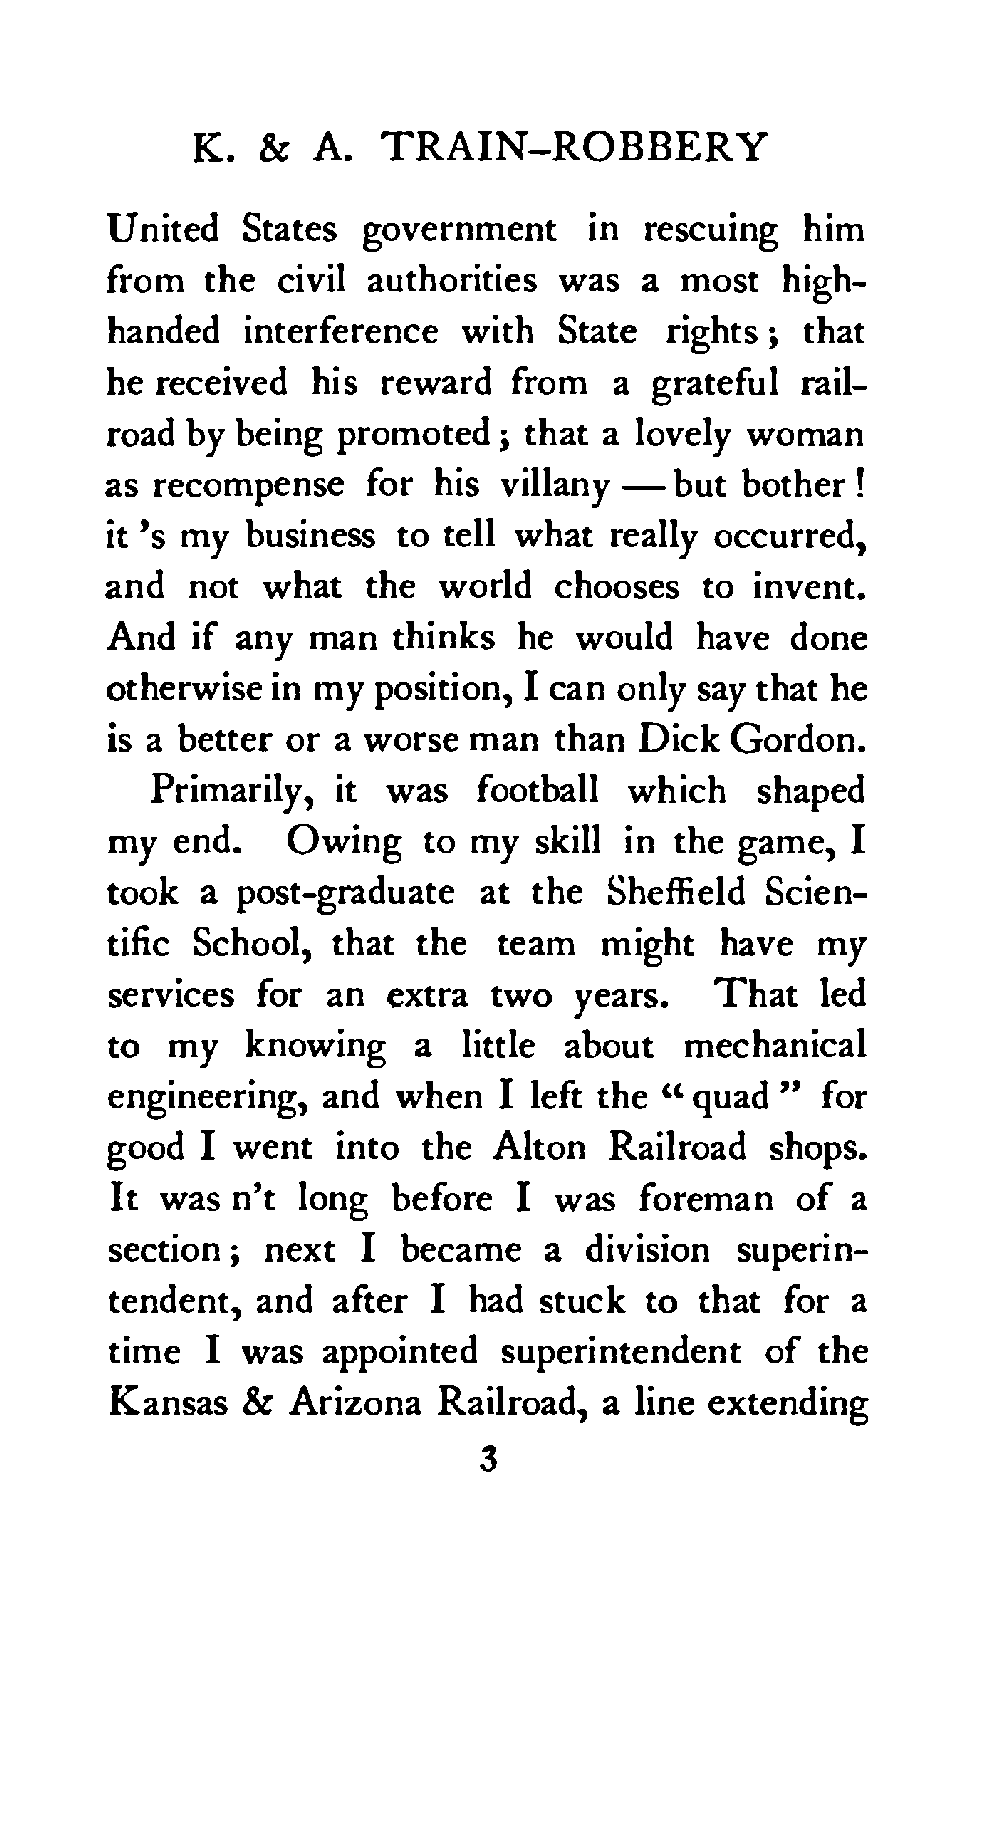 K. & A. TRAIN-ROBBERY
United States government in rescuing him
from the civil authorities was a most high-
handed interference with State rights; that
he received his reward from a grateful rail-
road by being promoted; that a lovely woman
as recompense for his villany — but bother!
it 's my business to tell what really occurred,
and not what the world chooses to invent.
And if any man thinks he would have done
otherwise in my position, I can only say that he
is a better or a worse man than Dick Gordon.
Primarily, it was football which shaped
my end. Owing to my skill in the game, I
took a post-graduate at the Sheffield Scien-
tific School, that the team might have my
services for an extra two years. That led
to my knowing a little about mechanical
engineering, and when I left the “quad” for
good I went into the Alton Railroad shops.
It was n't long before I was foreman of a
section; next I became a division superin-
tendent, and after I had stuck to that for a
time I was appointed superintendent of the
Kansas & Arizona Railroad, a line extending
3